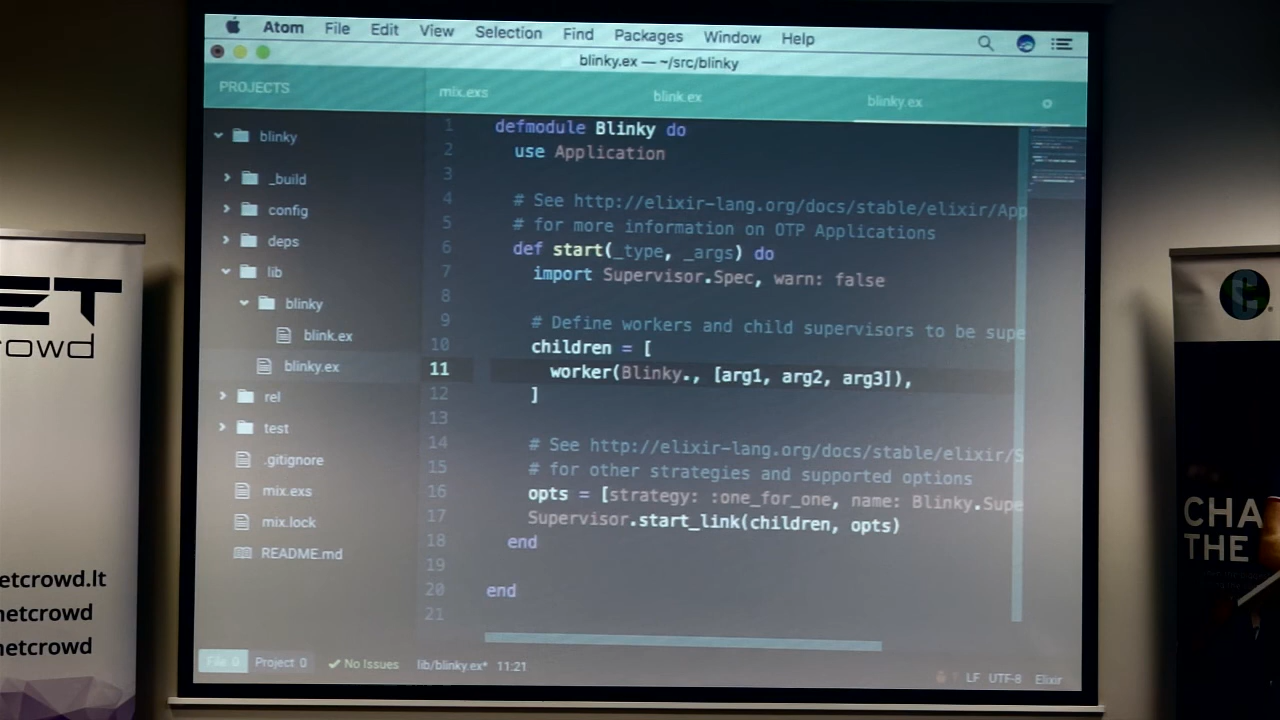 Atom File Edit View Selection Find Packages Window Help
blinky.ex — ~/src/blinky
PROJECTS
mix.exs blink.ex blinky.ex
blinky
_build
config
deps
lib
blinky
blink.ex
blinky.ex
rel
test
.gitignore
mix.exs
mix.lock
README.md
1 defmodule Blinky do
2 use Application
3
4 # See http://elixir-lang.org/docs/stable/elixir/App
5 # for more information on OTP Applications
6 def start(_type, _args) do
7 import Supervisor.Spec, warn: false
8
9 # Define workers and child supervisors to be supe
10 children = [
11 worker(Blinky., [arg1, arg2, arg3]),
12 ]
13
14 # See http://elixir-lang.org/docs/stable/elixir/S
15 # for other strategies and supported options
16 opts = [strategy: :one_for_one, name: Blinky.Supe
17 Supervisor.start_link(children, opts)
18 end
19
20 end
21
File 0 Project 0 No Issues lib/blinky.ex* 11:21 LF UTF-8 Elixir
ET
owd
etcrowd.lt
netcrowd
netcrowd
CHA
THE